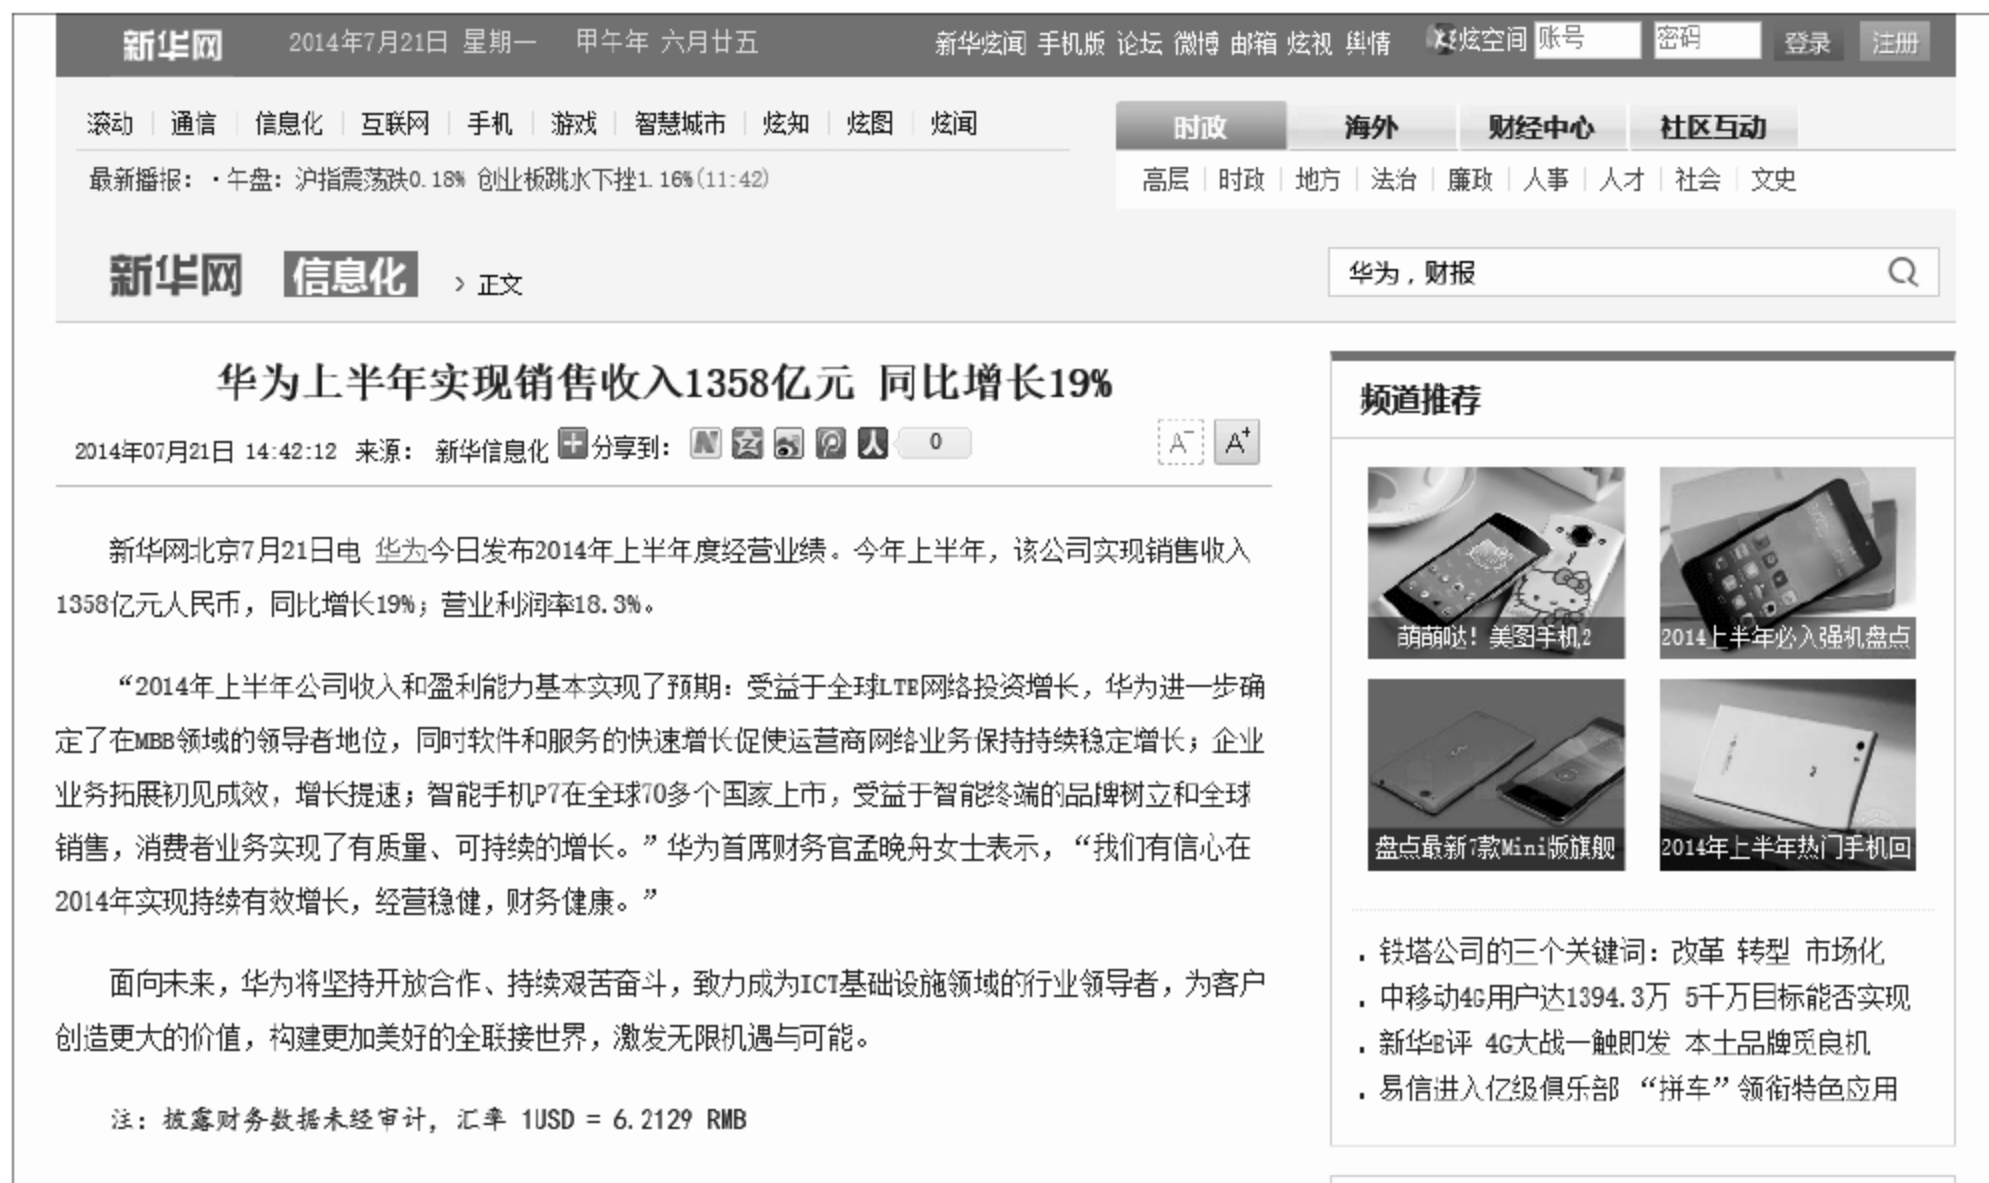 新华网 2014年7月21日 星期一 甲午年 六月廿五 新华炫闻 手机版 论坛 微博 邮箱 炫视 舆情 炫空间 账号 密码 登录 注册
滚动 通信 信息化 互联网 手机 游戏 智慧城市 炫知 炫图 炫闻
时政 海外 财经中心 社区互动
最新播报：·午盘：沪指震荡跌0.18% 创业板跳水下挫1.16%(11:42)
高层 时政 地方 法治 廉政 人事 人才 社会 文史
新华网 信息化 > 正文
华为，财报
华为上半年实现销售收入1358亿元 同比增长19%
2014年07月21日 14:42:12 来源： 新华信息化 分享到： 0 A- A+
新华网北京7月21日电 华为今日发布2014年上半年度经营业绩。今年上半年，该公司实现销售收入
1358亿元人民币，同比增长19%；营业利润率18.3%。
“2014年上半年公司收入和盈利能力基本实现了预期：受益于全球LTE网络投资增长，华为进一步确
定了在MBB领域的领导者地位，同时软件和服务的快速增长促使运营商网络业务保持持续稳定增长；企业
业务拓展初见成效，增长提速；智能手机P7在全球70多个国家上市，受益于智能终端的品牌树立和全球
销售，消费者业务实现了有质量、可持续的增长。”华为首席财务官孟晚舟女士表示，“我们有信心在
2014年实现持续有效增长，经营稳健，财务健康。”
面向未来，华为将坚持开放合作、持续艰苦奋斗，致力成为ICT基础设施领域的行业领导者，为客户
创造更大的价值，构建更加美好的全联接世界，激发无限机遇与可能。
注：披露财务数据未经审计，汇率 1USD = 6.2129 RMB
频道推荐
萌萌哒！美图手机2
2014上半年必入强机盘点
盘点最新7款Mini版旗舰
2014年上半年热门手机回
. 铁塔公司的三个关键词：改革 转型 市场化
. 中移动4G用户达1394.3万 5千万目标能否实现
. 新华E评 4G大战一触即发 本土品牌觅良机
. 易信进入亿级俱乐部 “拼车”领衔特色应用